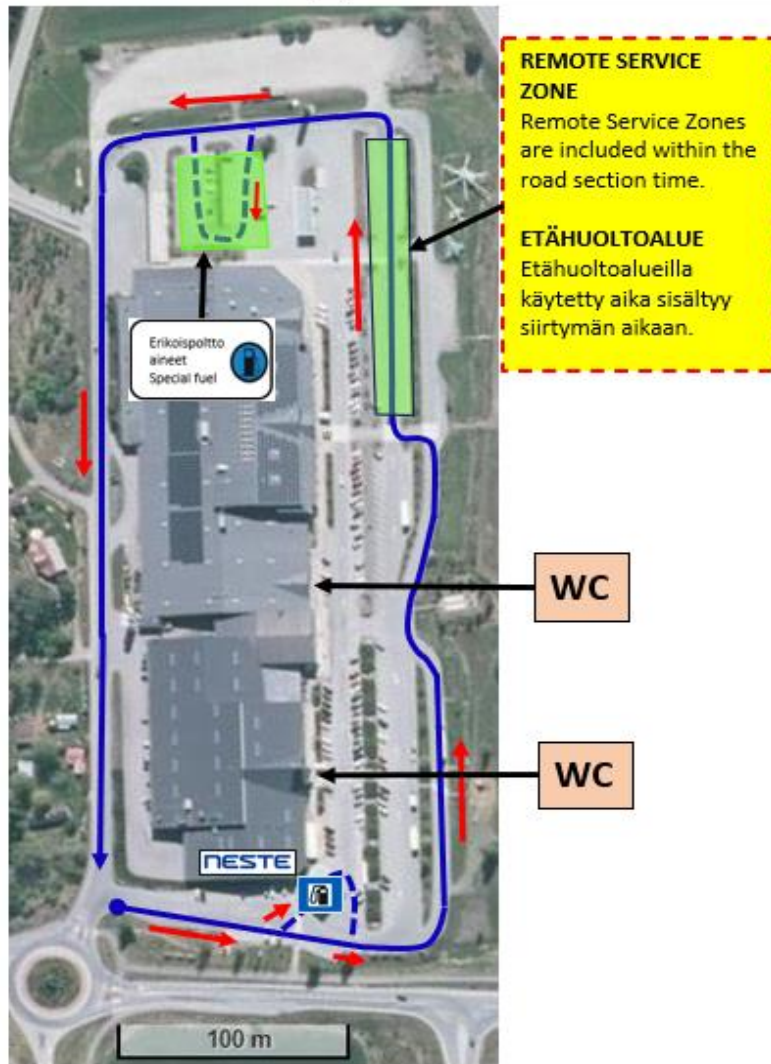 REMOTE SERVICE
ZONE
Remote Service Zones
are included within the
road section time.
ETÄHUOLTOALUE
Etähuoltoalueilla
käytetty aika sisältyy
siirtymän aikaan.
Erikoispoltto
aineet
Special fuel
WC
WC
NESTE
100 m